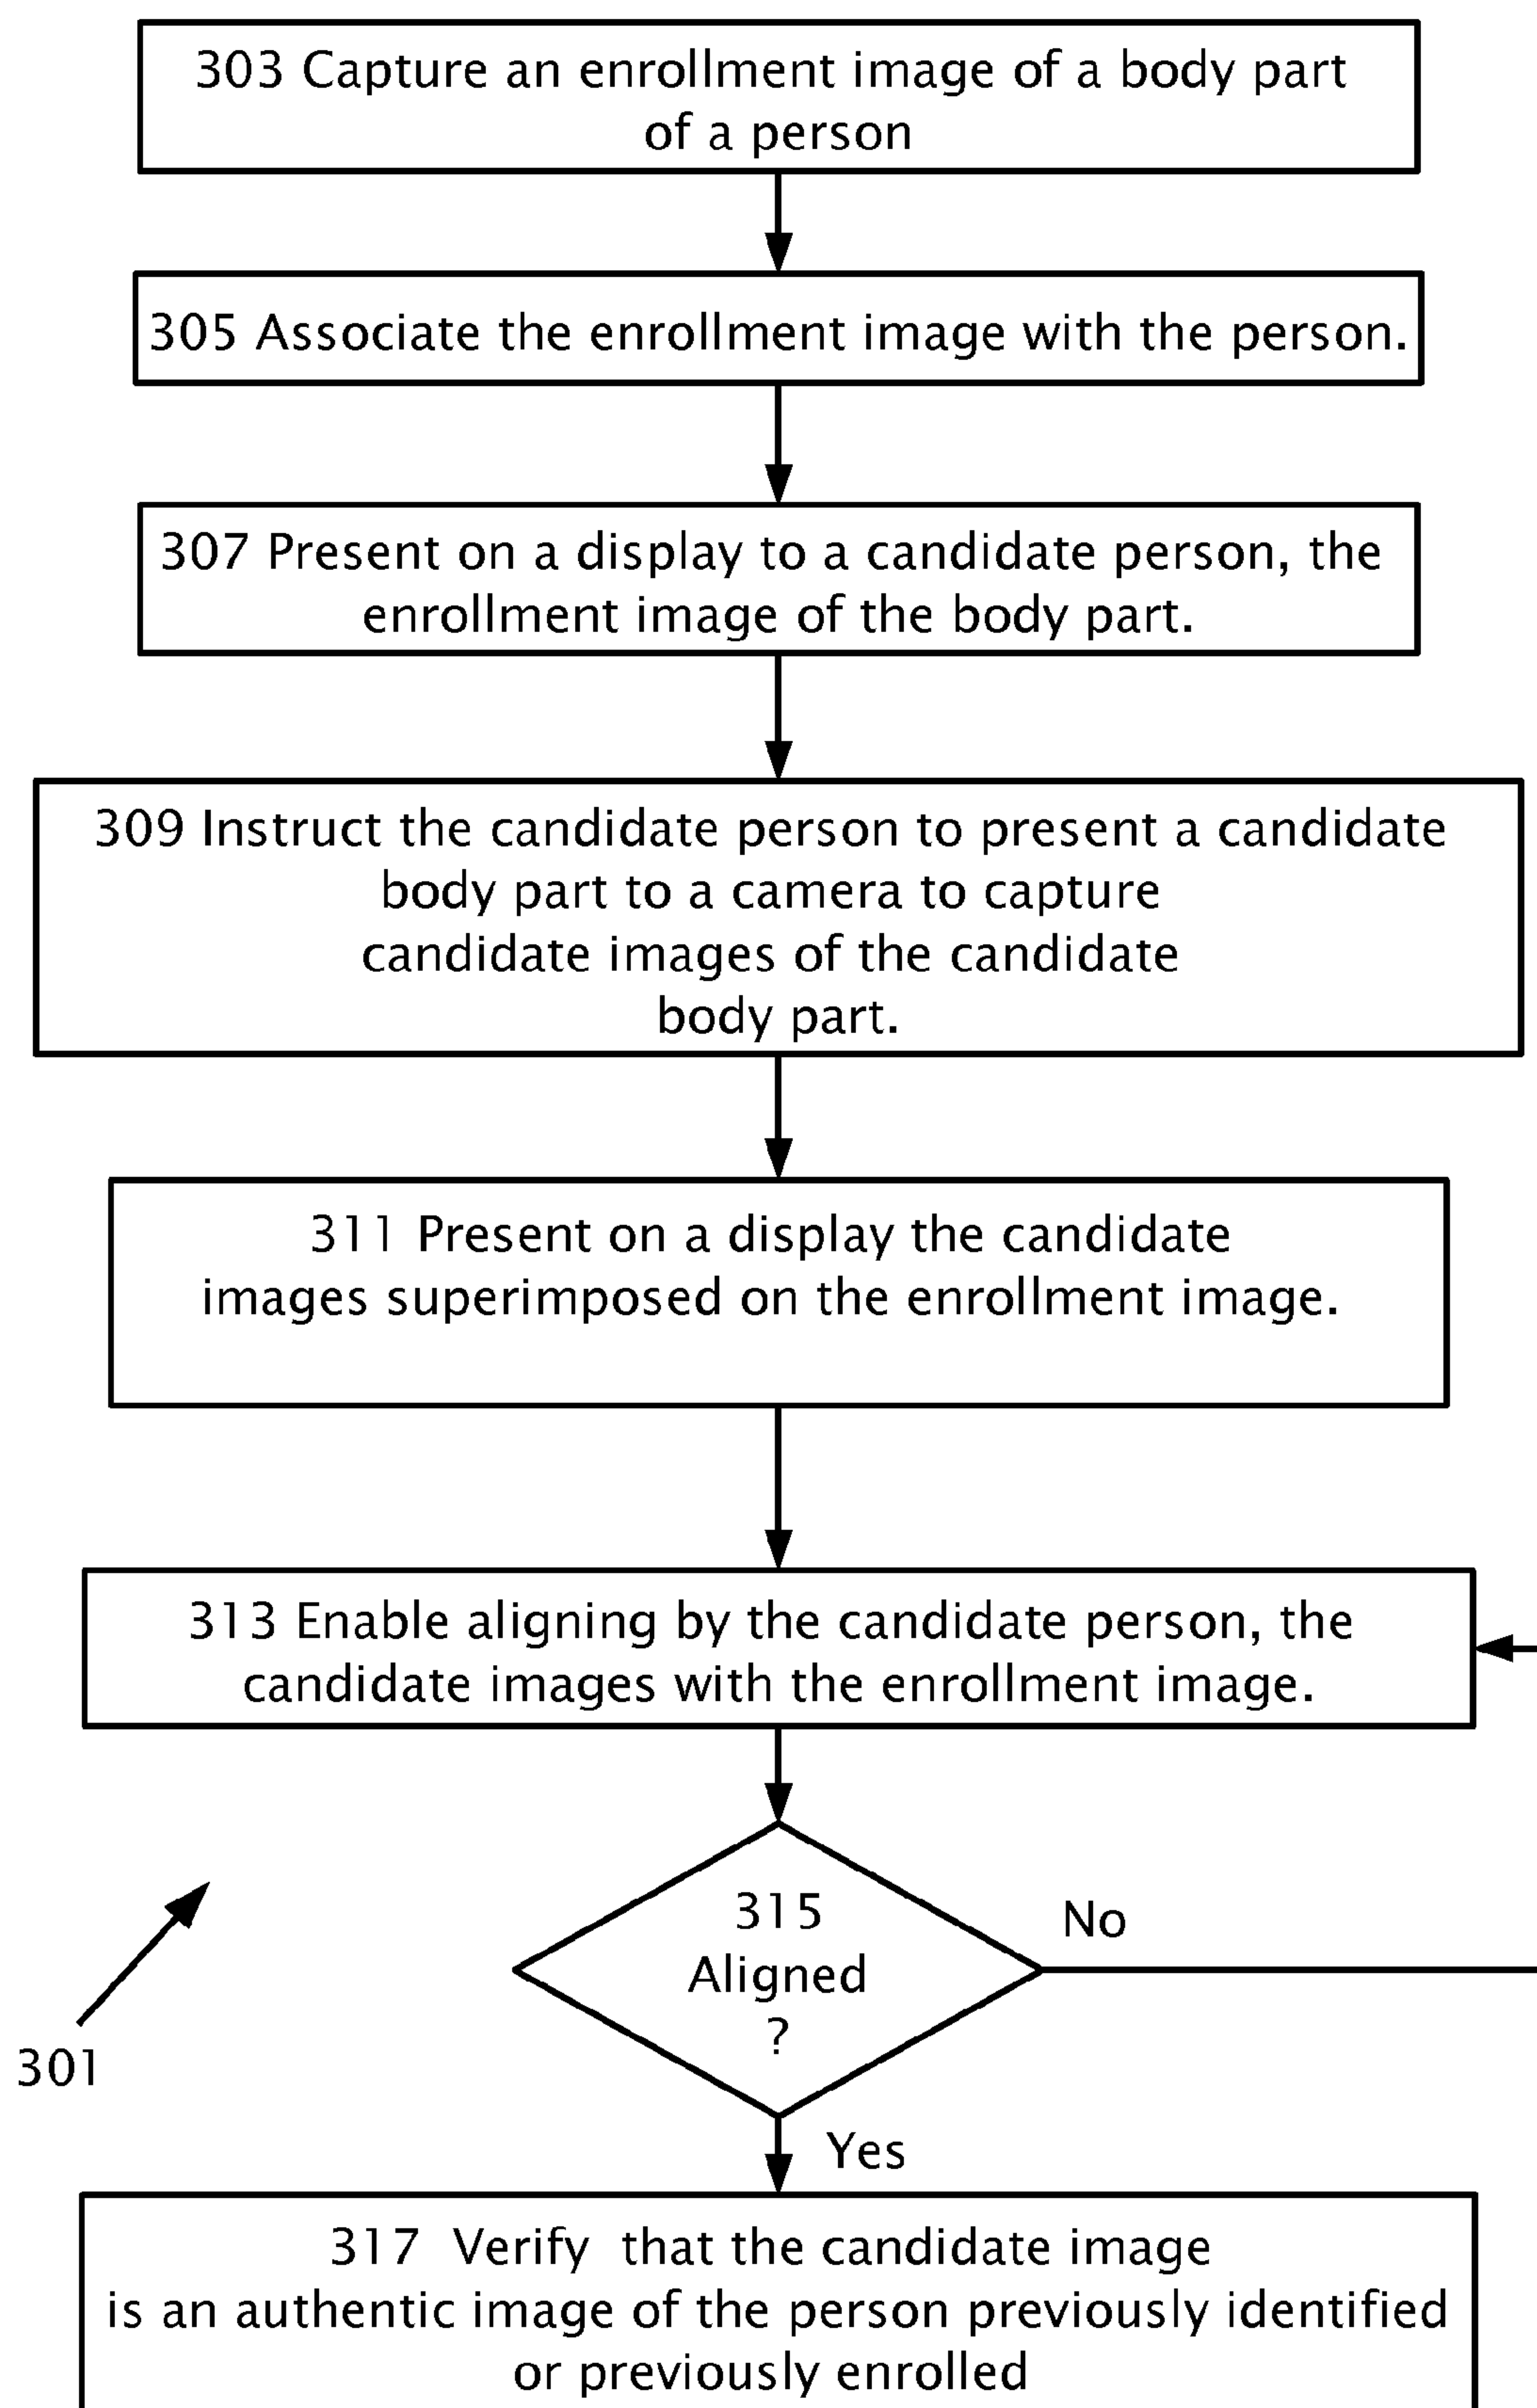 303 Capture an enrollment image of a body part
of a person
305 Associate the enrollment image with the person.
307 Present on a display to a candidate person, the
enrollment image of the body part.
309 Instruct the candidate person to present a candidate
body part to a camera to capture
candidate images of the candidate
body part.
311 Present on a display the candidate
images superimposed on the enrollment image.
313 Enable aligning by the candidate person, the
candidate images with the enrollment image.
315
Aligned
?
No
301
Yes
317 Verify that the candidate image
is an authentic image of the person previously identified
or previously enrolled